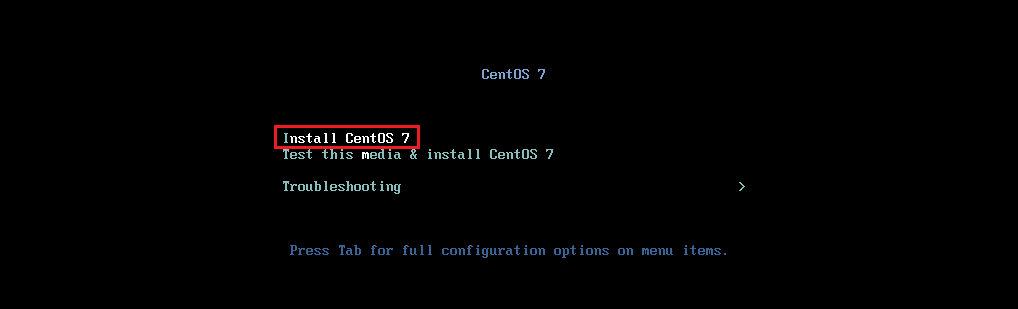 CentOS 7
Install CentOS 7
Test this media & install CentOS 7
Troubleshooting >
Press Tab for full configuration options on menu items.